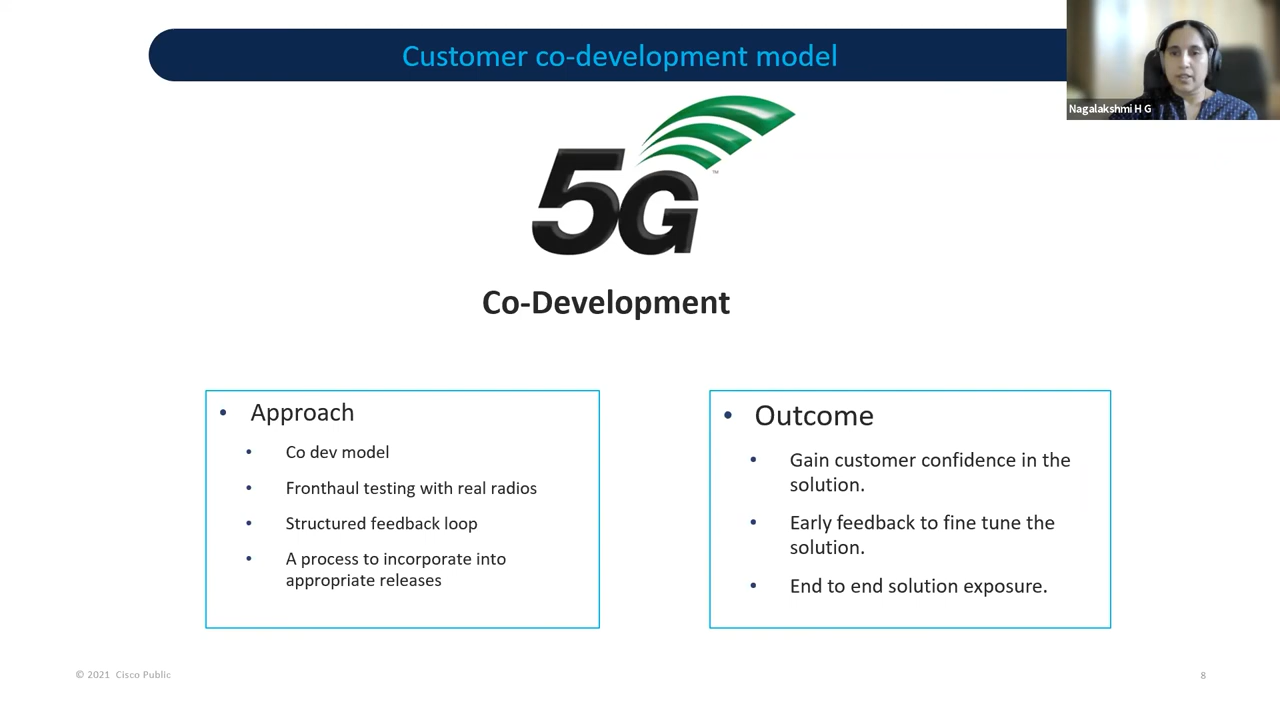 Customer co-development model
Nagalakshmi H G
5G
™
Co-Development
• Approach
• Co dev model
• Fronthaul testing with real radios
• Structured feedback loop
• A process to incorporate into
appropriate releases
• Outcome
• Gain customer confidence in the
solution.
• Early feedback to fine tune the
solution.
• End to end solution exposure.
© 2021 Cisco Public
8